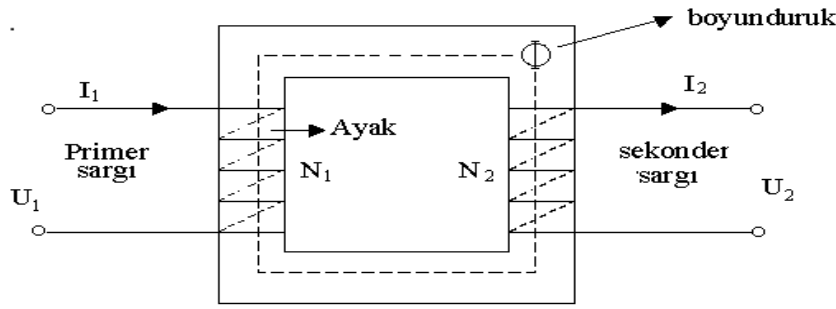 boyunduruk
Φ
I₁
I₂
Ayak
Primer
sargı
N₁
N₂
sekonder
sargı
U₁
U₂